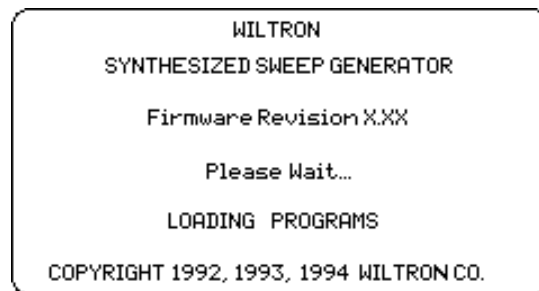 WILTRON
SYNTHESIZED SWEEP GENERATOR
Firmware Revision X.XX
Please Wait...
LOADING PROGRAMS
COPYRIGHT 1992, 1993, 1994 WILTRON CO.